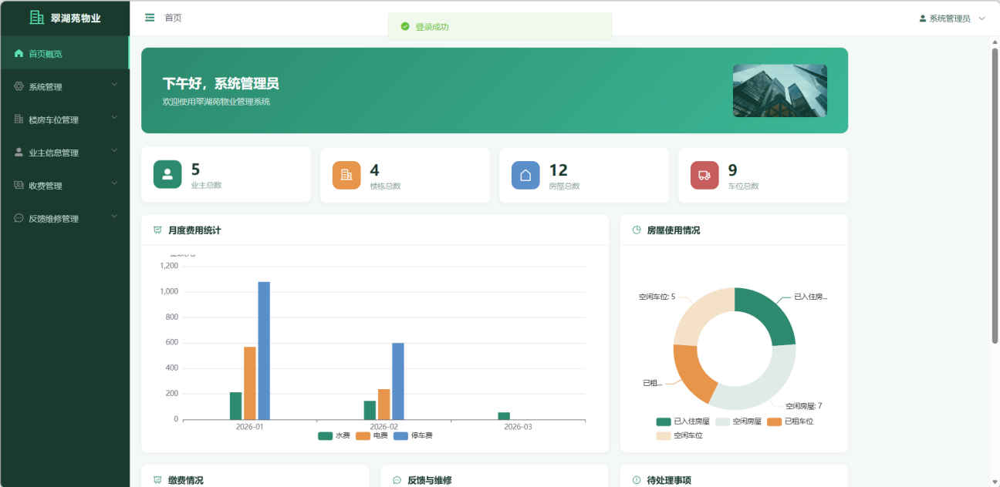 翠湖苑物业
首页
登录成功
系统管理员
首页概览
系统管理
楼房车位管理
业主信息管理
收费管理
反馈维修管理
下午好，系统管理员
欢迎使用翠湖苑物业管理系统
5
业主总数
4
楼栋总数
12
房屋总数
9
车位总数
月度费用统计
1,200
1,000
800
600
400
200
0
2026-01
2026-02
2026-03
水费
电费
停车费
房屋使用情况
空闲车位: 5
已入住房...
已租...
空闲房屋: 7
已入住房屋
空闲房屋
已租车位
空闲车位
缴费情况
反馈与维修
待处理事项